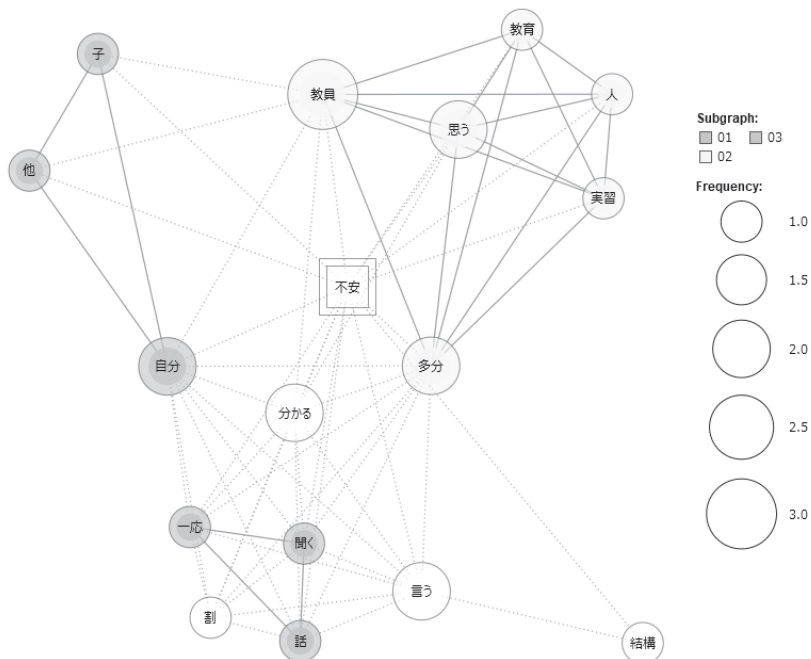 教育
子
教員
人
思う
他
実習
不安
自分
多分
分かる
一応
聞く
言う
割
話
結構
Subgraph:
01 03
02
Frequency:
1.0
1.5
2.0
2.5
3.0